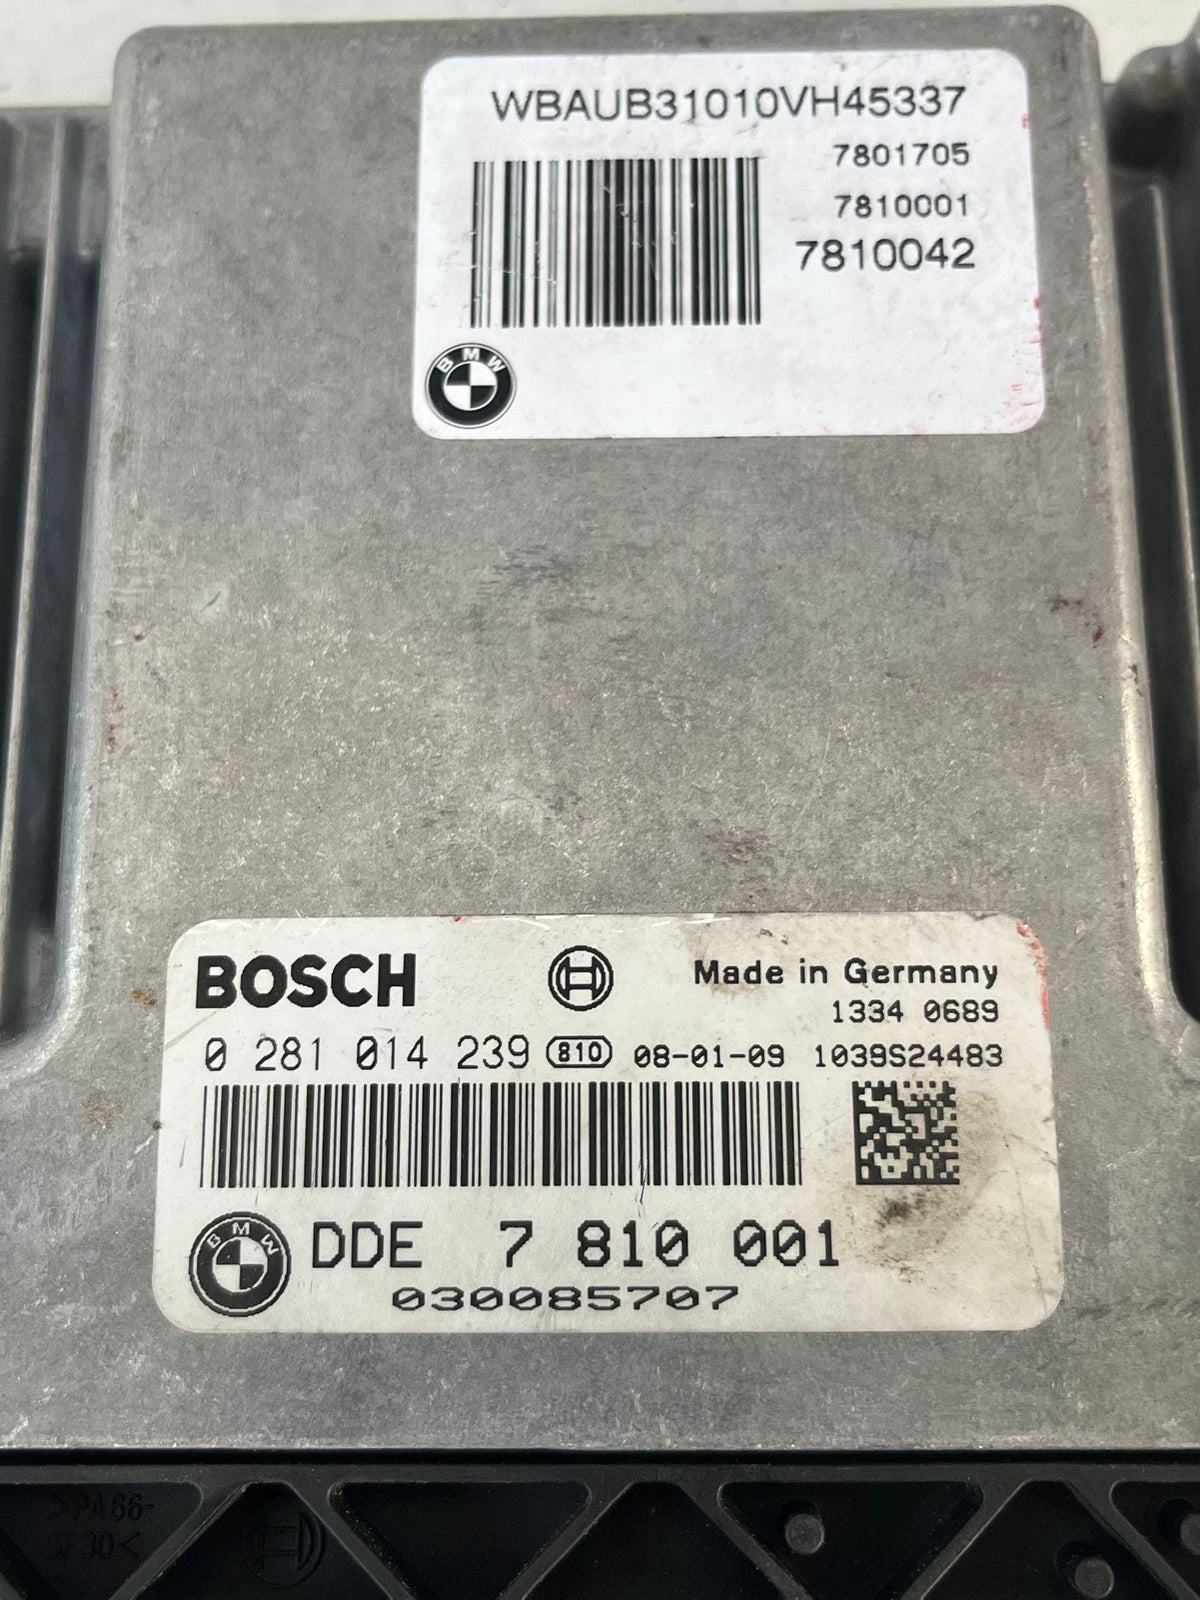 WBAUB31010VH45337
7801705
7810001
7810042
BMW
BOSCH
Made in Germany
1334 0689
0 281 014 239 810 08-01-09 1039S24483
BMW
DDE 7 810 001
030085707
>PA66-
GF30<